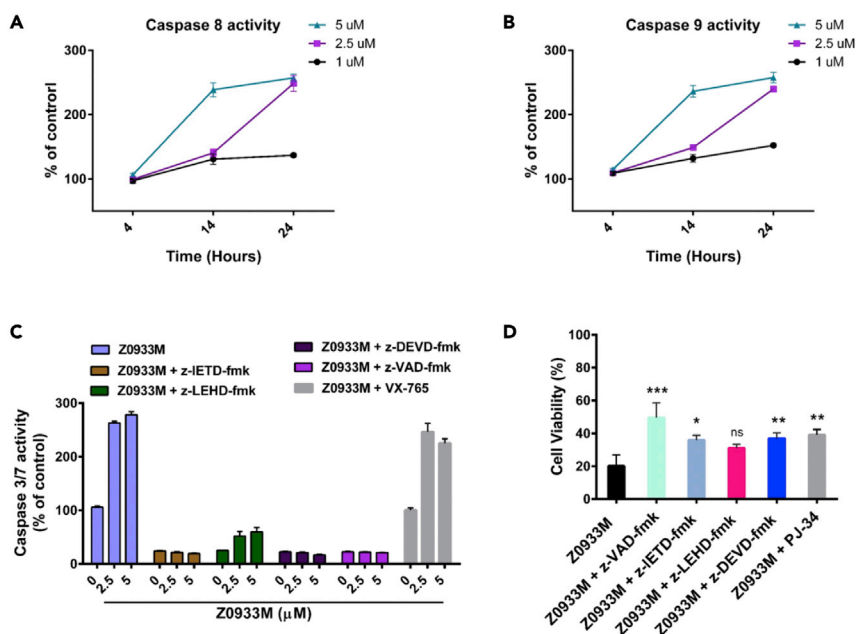 A
Caspase 8 activity
5 uM
2.5 uM
1 uM
% of controrl
300
200
100
4
14
24
Time (Hours)
B
Caspase 9 activity
5 uM
2.5 uM
1 uM
% of controrl
300
200
100
4
14
24
Time (Hours)
C
Z0933M
Z0933M + z-IETD-fmk
Z0933M + z-LEHD-fmk
Z0933M + z-DEVD-fmk
Z0933M + z-VAD-fmk
Z0933M + VX-765
Caspase 3/7 activity
(% of control)
300
200
100
0
0 2.5 5 0 2.5 5 0 2.5 5 0 2.5 5 0 2.5 5 0 2.5 5
Z0933M (μM)
D
Cell Viability (%)
100
80
60
40
20
0
*** * ns ** **
Z0933M
Z0933M + z-VAD-fmk
Z0933M + z-IETD-fmk
Z0933M + z-LEHD-fmk
Z0933M + z-DEVD-fmk
Z0933M + PJ-34